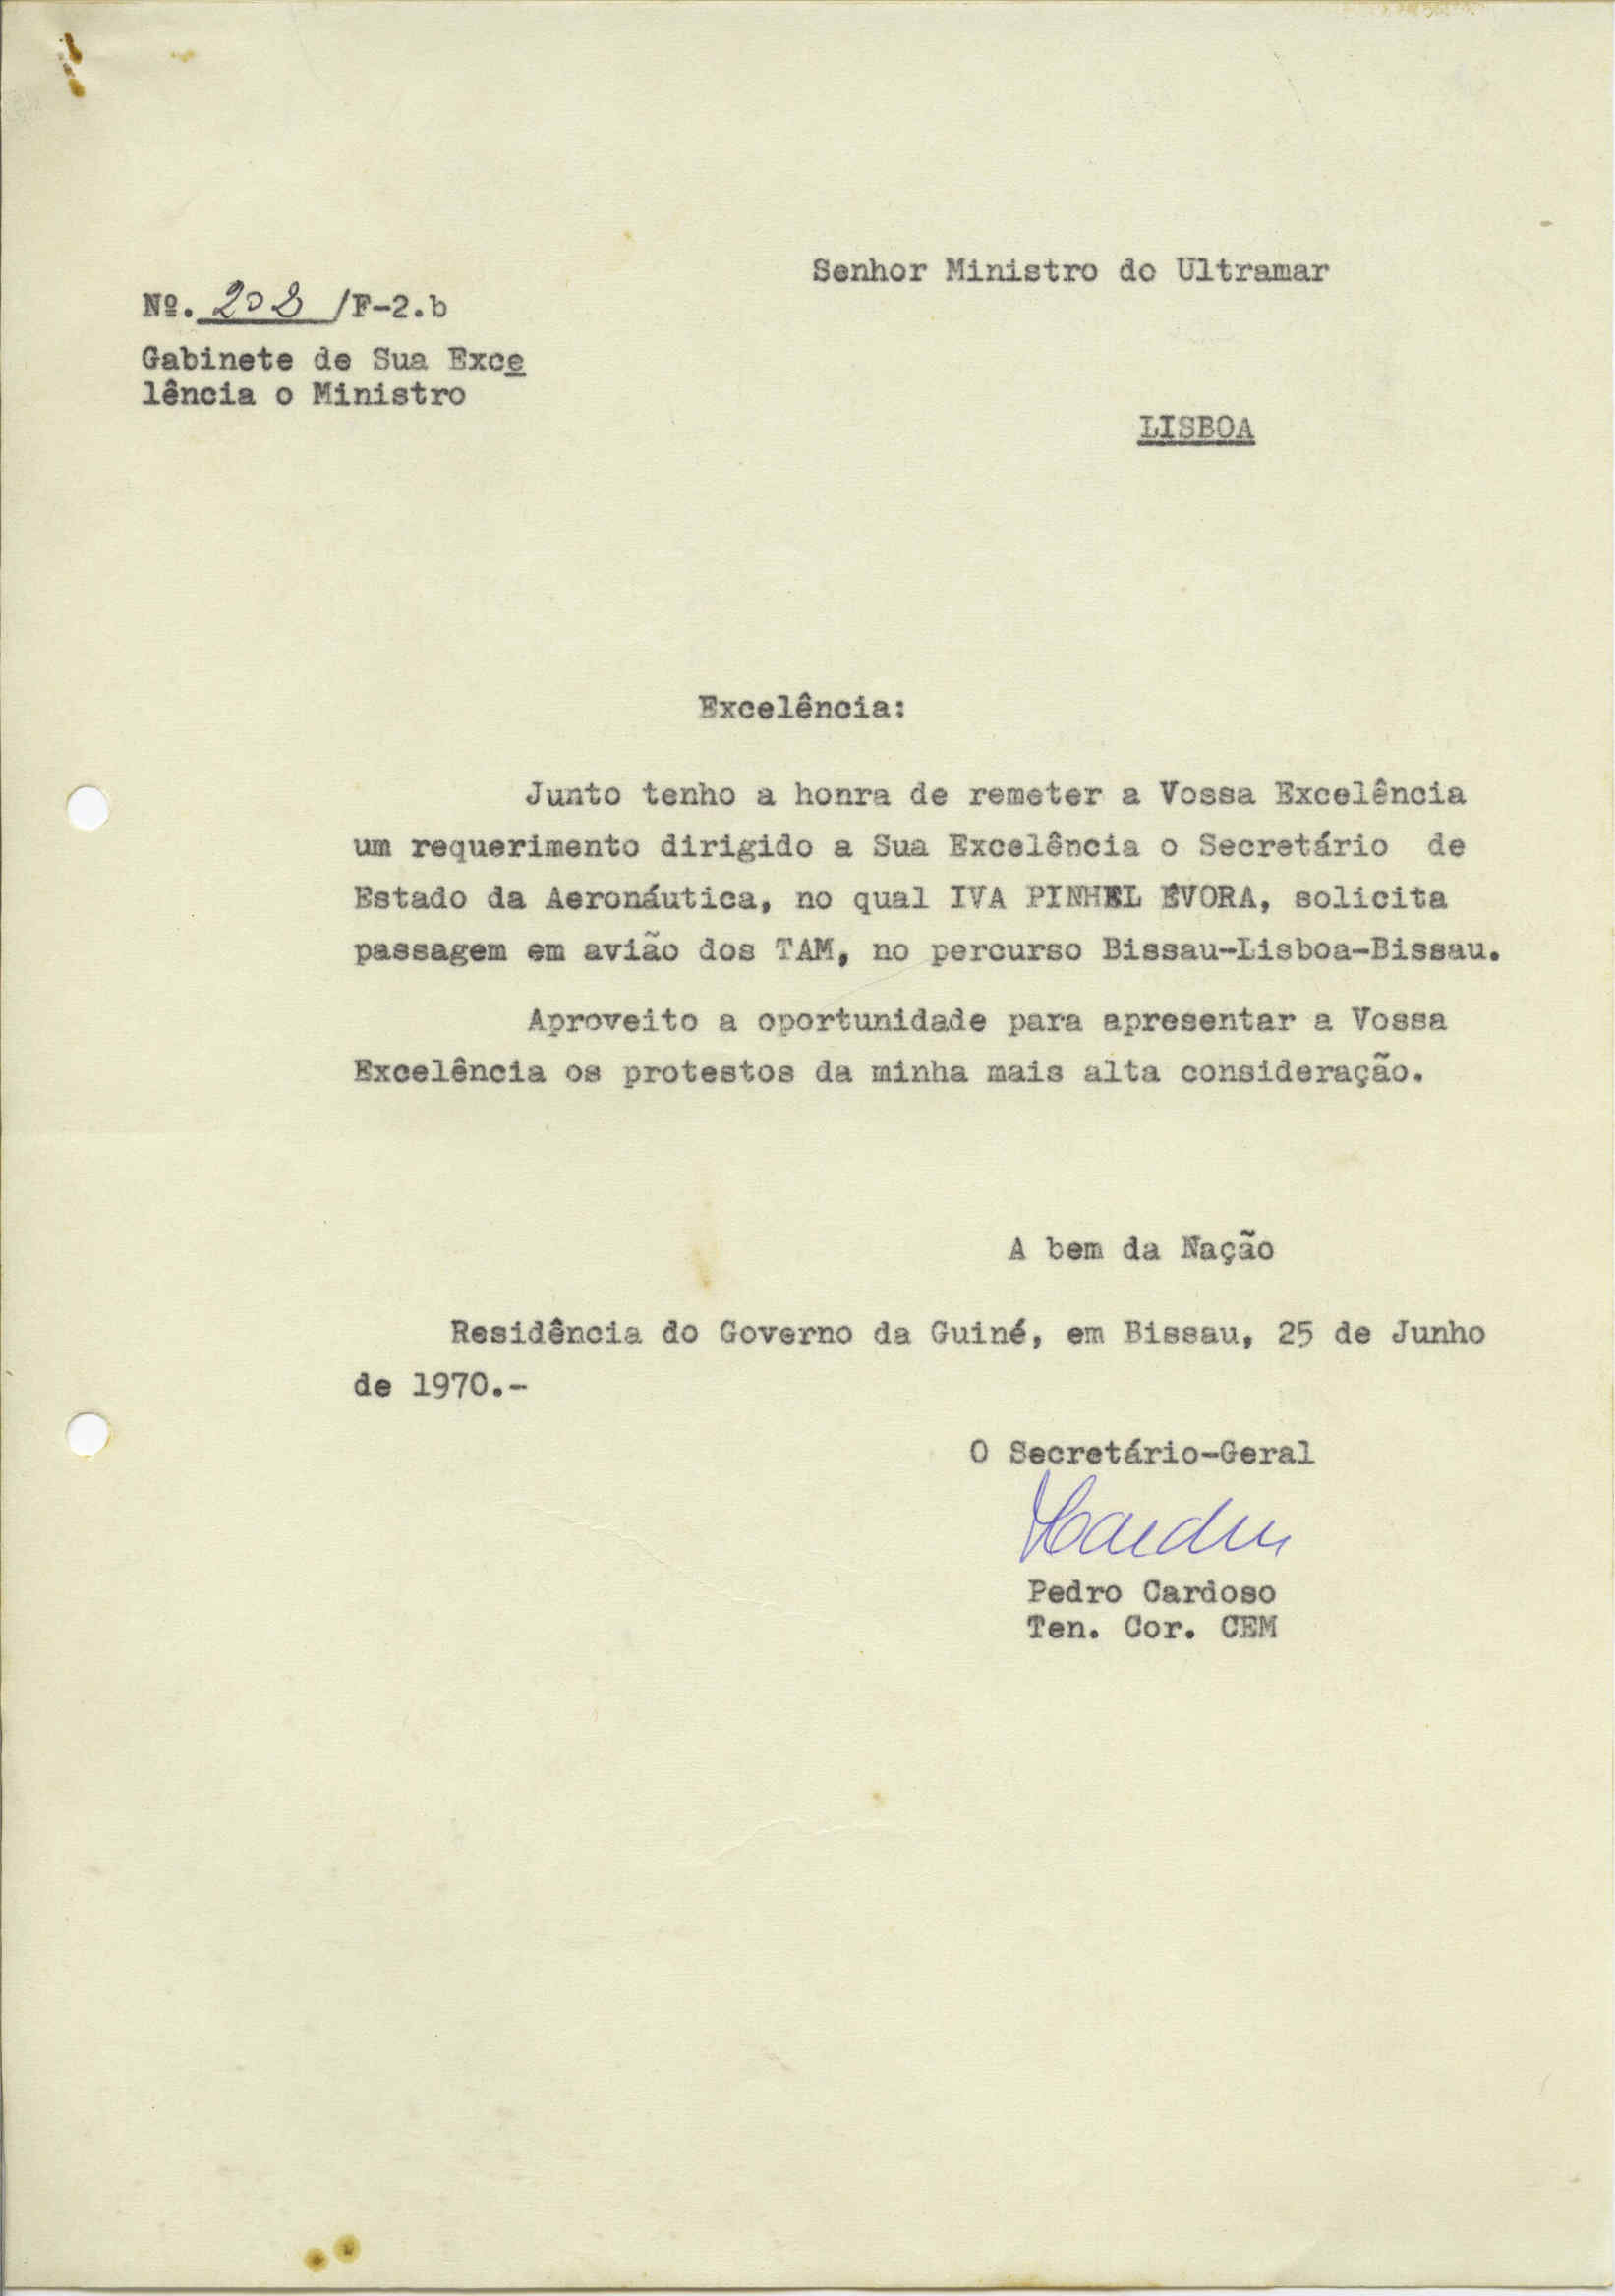 Senhor Ministro do Ultramar
Nº. 208 /F-2.b
Gabinete de Sua Exce
lência o Ministro
LISBOA
Excelência:
Junto tenho a honra de remeter a Vossa Excelência
um requerimento dirigido a Sua Excelência o Secretário de
Estado da Aeronáutica, no qual IVA PINHEL ÉVORA, solicita
passagem em avião dos TAM, no percurso Bissau-Lisboa-Bissau.
Aproveito a oportunidade para apresentar a Vossa
Excelência os protestos da minha mais alta consideração.
A bem da Nação
Residência do Governo da Guiné, em Bissau, 25 de Junho
de 1970.-
O Secretário-Geral
Pedro Cardoso
Ten. Cor. CEM